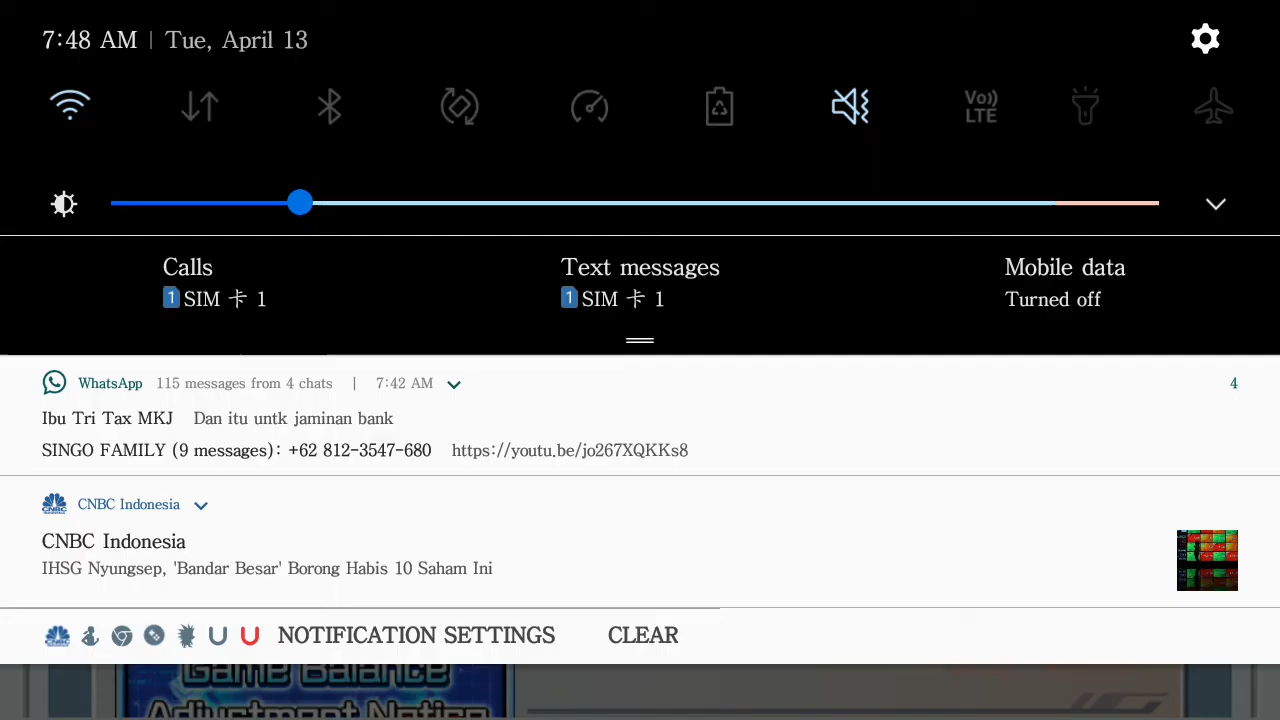 7:48 AM | Tue, April 13
Vo)) LTE
Calls
Text messages
Mobile data
1 SIM 卡 1
1 SIM 卡 1
Turned off
WhatsApp 115 messages from 4 chats | 7:42 AM
4
Ibu Tri Tax MKJ Dan itu untk jaminan bank
SINGO FAMILY (9 messages): +62 812-3547-680 https://youtu.be/jo267XQKKs8
CNBC Indonesia
CNBC Indonesia
IHSG Nyungsep, 'Bandar Besar' Borong Habis 10 Saham Ini
NOTIFICATION SETTINGS CLEAR
Game Balance
Adjustment Notice